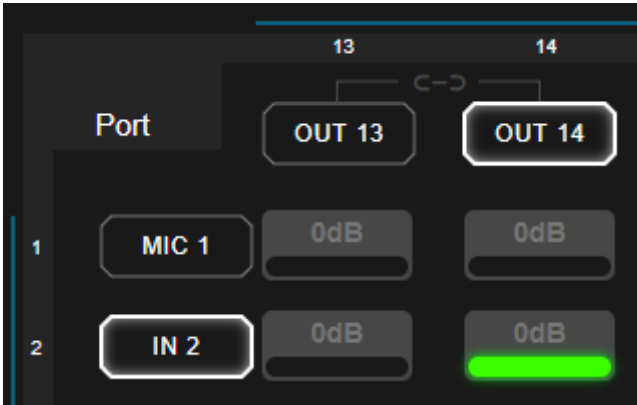 13 14
Port OUT 13 OUT 14
1 MIC 1 0dB 0dB
2 IN 2 0dB 0dB